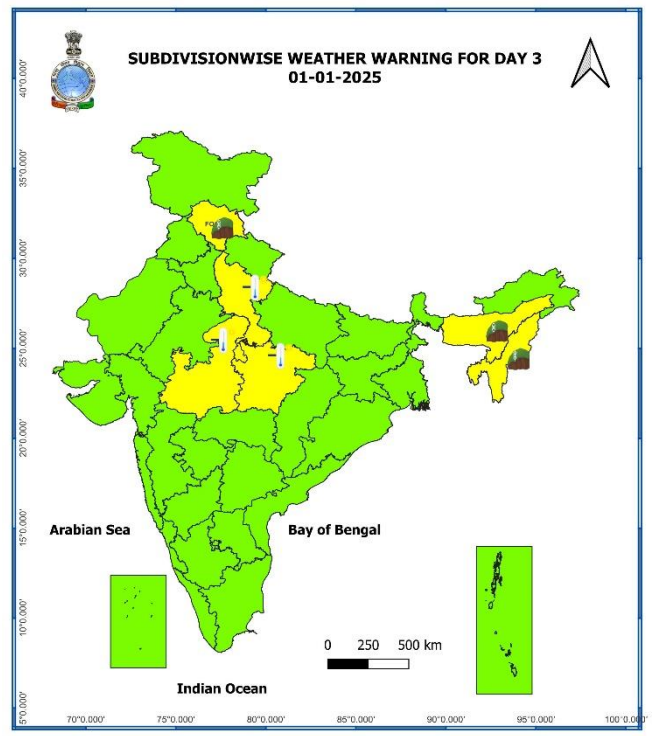 SUBDIVISIONWISE WEATHER WARNING FOR DAY 3
01-01-2025
40°0.000'
35°0.000'
30°0.000'
25°0.000'
20°0.000'
15°0.000'
10°0.000'
5°0.000'
FO
Arabian Sea
Bay of Bengal
0 250 500 km
Indian Ocean
70°0.000' 75°0.000' 80°0.000' 85°0.000' 90°0.000' 95°0.000' 100°0.000'